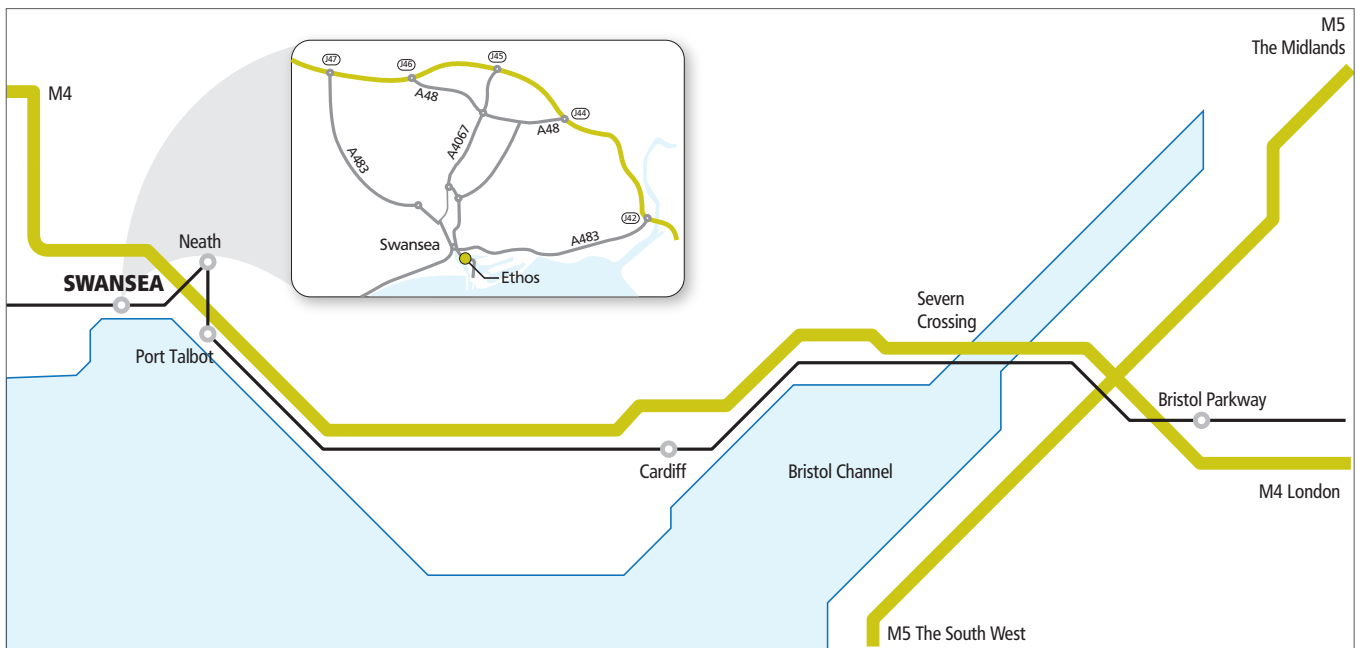 M5
The Midlands
J47
J46
J45
M4
A48
J44
A48
A4067
A483
J42
Neath
Swansea
A483
SWANSEA
Ethos
Severn
Crossing
Port Talbot
Bristol Parkway
Cardiff
Bristol Channel
M4 London
M5 The South West